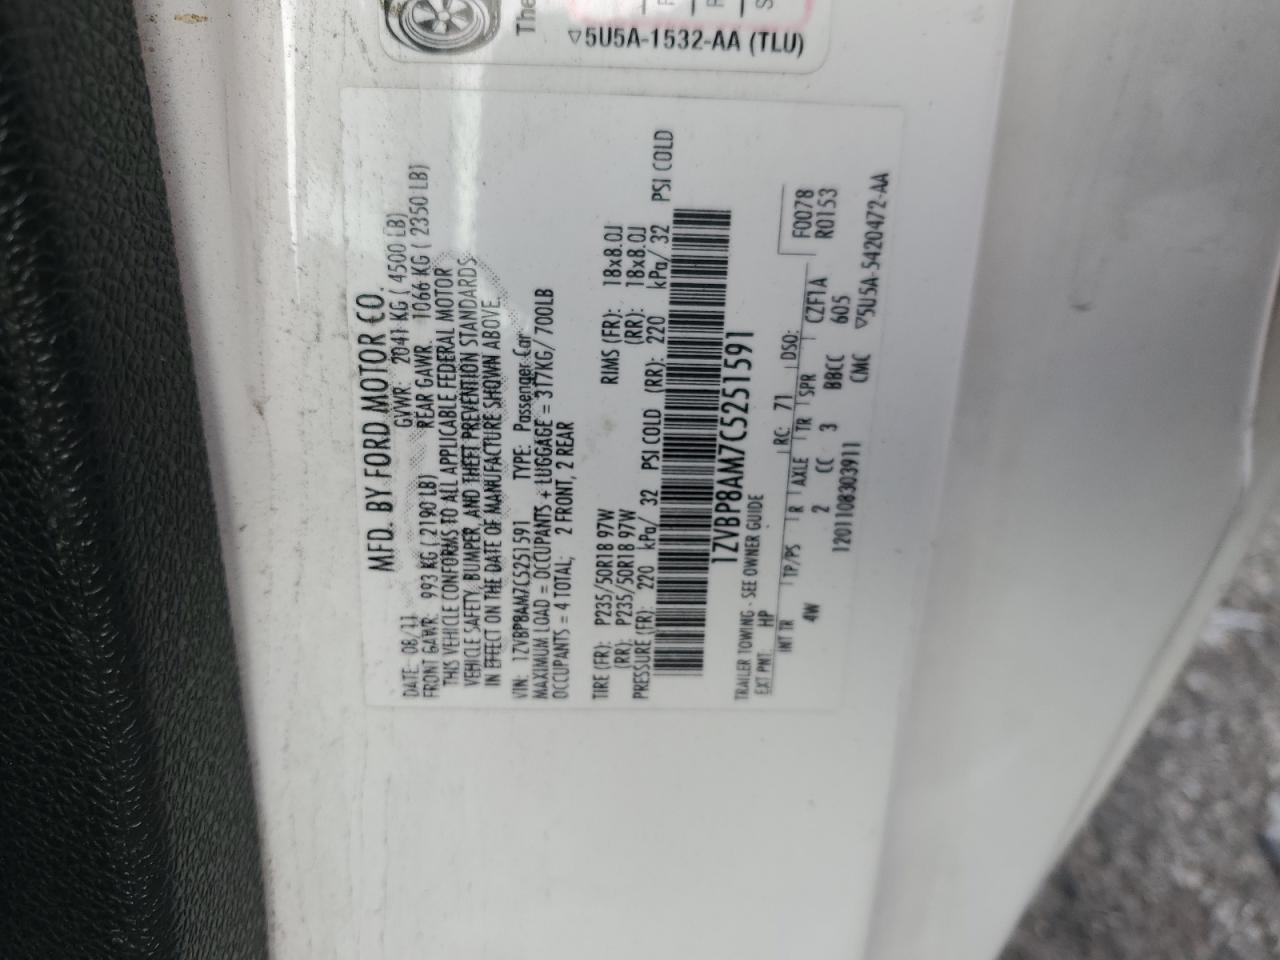 The
5U5A-1532-AA (TLU)
MFD. BY FORD MOTOR CO.
DATE: 08/11 GVWR: 2041 KG ( 4500 LB)
FRONT GAWR: 993 KG ( 2190 LB) REAR GAWR: 1066 KG ( 2350 LB)
THIS VEHICLE CONFORMS TO ALL APPLICABLE FEDERAL MOTOR
VEHICLE SAFETY, BUMPER, AND THEFT PREVENTION STANDARDS
IN EFFECT ON THE DATE OF MANUFACTURE SHOWN ABOVE.
VIN: 1ZVBP8AM7C5251591 TYPE: Passenger Car
MAXIMUM LOAD = OCCUPANTS + LUGGAGE = 317KG/700LB
OCCUPANTS = 4 TOTAL; 2 FRONT, 2 REAR
TIRE (FR): P235/50R18 97W RIMS (FR): 18x8.0J
(RR): P235/50R18 97W (RR): 18x8.0J
PRESSURE (FR): 220 kPa/ 32 PSI COLD (RR): 220 kPa/ 32 PSI COLD
1ZVBP8AM7C5251591
TRAILER TOWING - SEE OWNER GUIDE
EXT PNT: HP RC: 71 DSO: F0078
INT TR TP/PS R AXLE TR SPR CZF1A R0153
4W 2 CC 3 BBCC 605
1201108303911 CMC 5U5A-5420472-AA